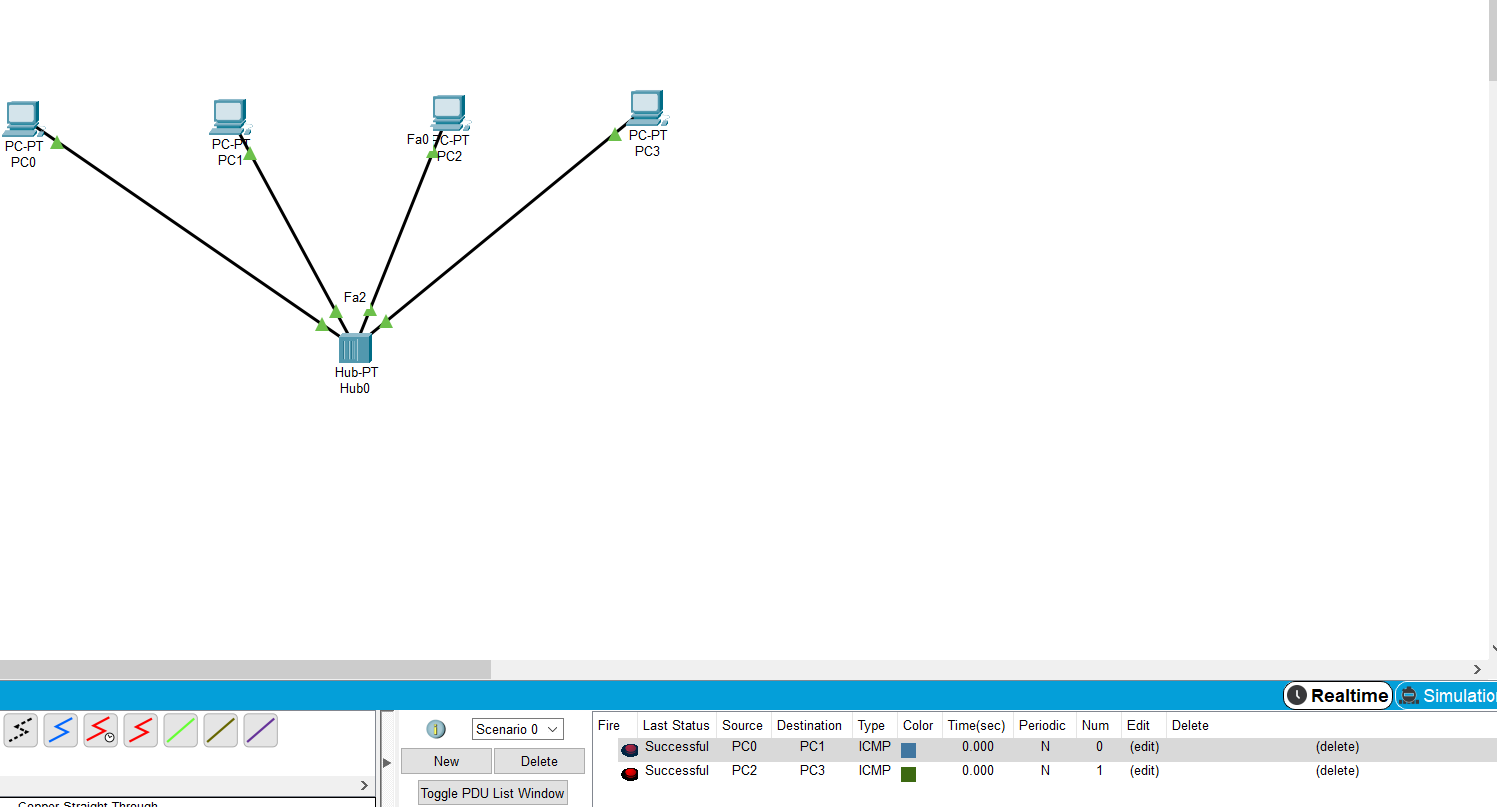 PC-PT
PC0
PC-PT
PC1
Fa0
PC-PT
PC2
PC-PT
PC3
Fa2
Hub-PT
Hub0
Realtime
Simulatio
Scenario 0
New
Delete
Toggle PDU List Window
Fire Last Status Source Destination Type Color Time(sec) Periodic Num Edit Delete
Successful PC0 PC1 ICMP 0.000 N 0 (edit) (delete)
Successful PC2 PC3 ICMP 0.000 N 1 (edit) (delete)
Copper Straight-Through